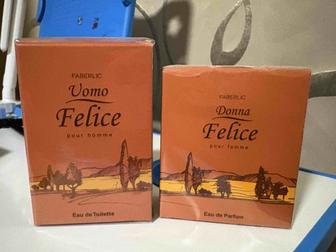 FABERLIC
Uomo
Felice
pour homme
Eau de Toilette
FABERLIC
Donna
Felice
pour femme
Eau de Parfum